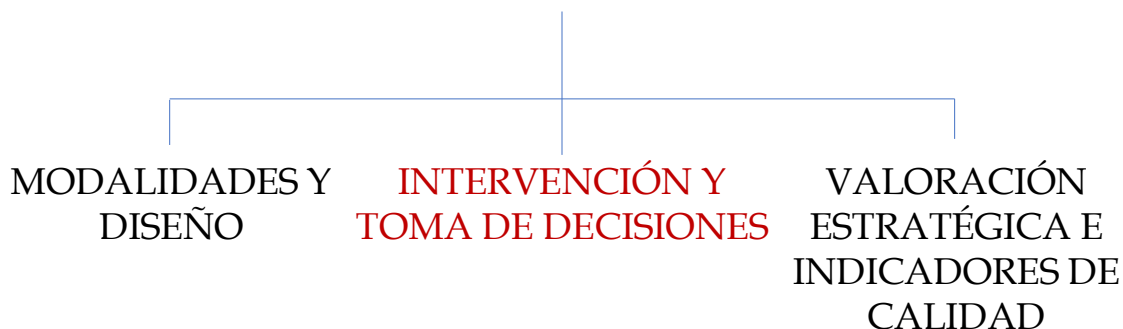 MODALIDADES Y
DISEÑO
INTERVENCIÓN Y
TOMA DE DECISIONES
VALORACIÓN
ESTRATÉGICA E
INDICADORES DE
CALIDAD